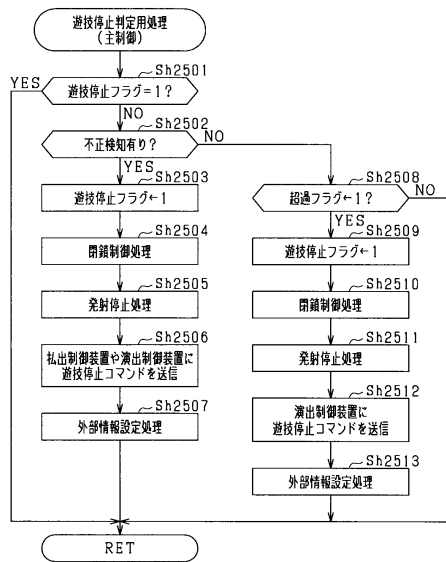 遊技停止判定用処理
(主制御)
Sh2501
YES
遊技停止フラグ=1?
NO
Sh2502
不正検知有り?
NO
YES
Sh2503
遊技停止フラグ←1
Sh2504
閉鎖制御処理
Sh2505
発射停止処理
Sh2506
払出制御装置や演出制御装置に
遊技停止コマンドを送信
Sh2507
外部情報設定処理
Sh2508
超過フラグ←1?
NO
YES
Sh2509
遊技停止フラグ←1
Sh2510
閉鎖制御処理
Sh2511
発射停止処理
Sh2512
演出制御装置に
遊技停止コマンドを送信
Sh2513
外部情報設定処理
RET